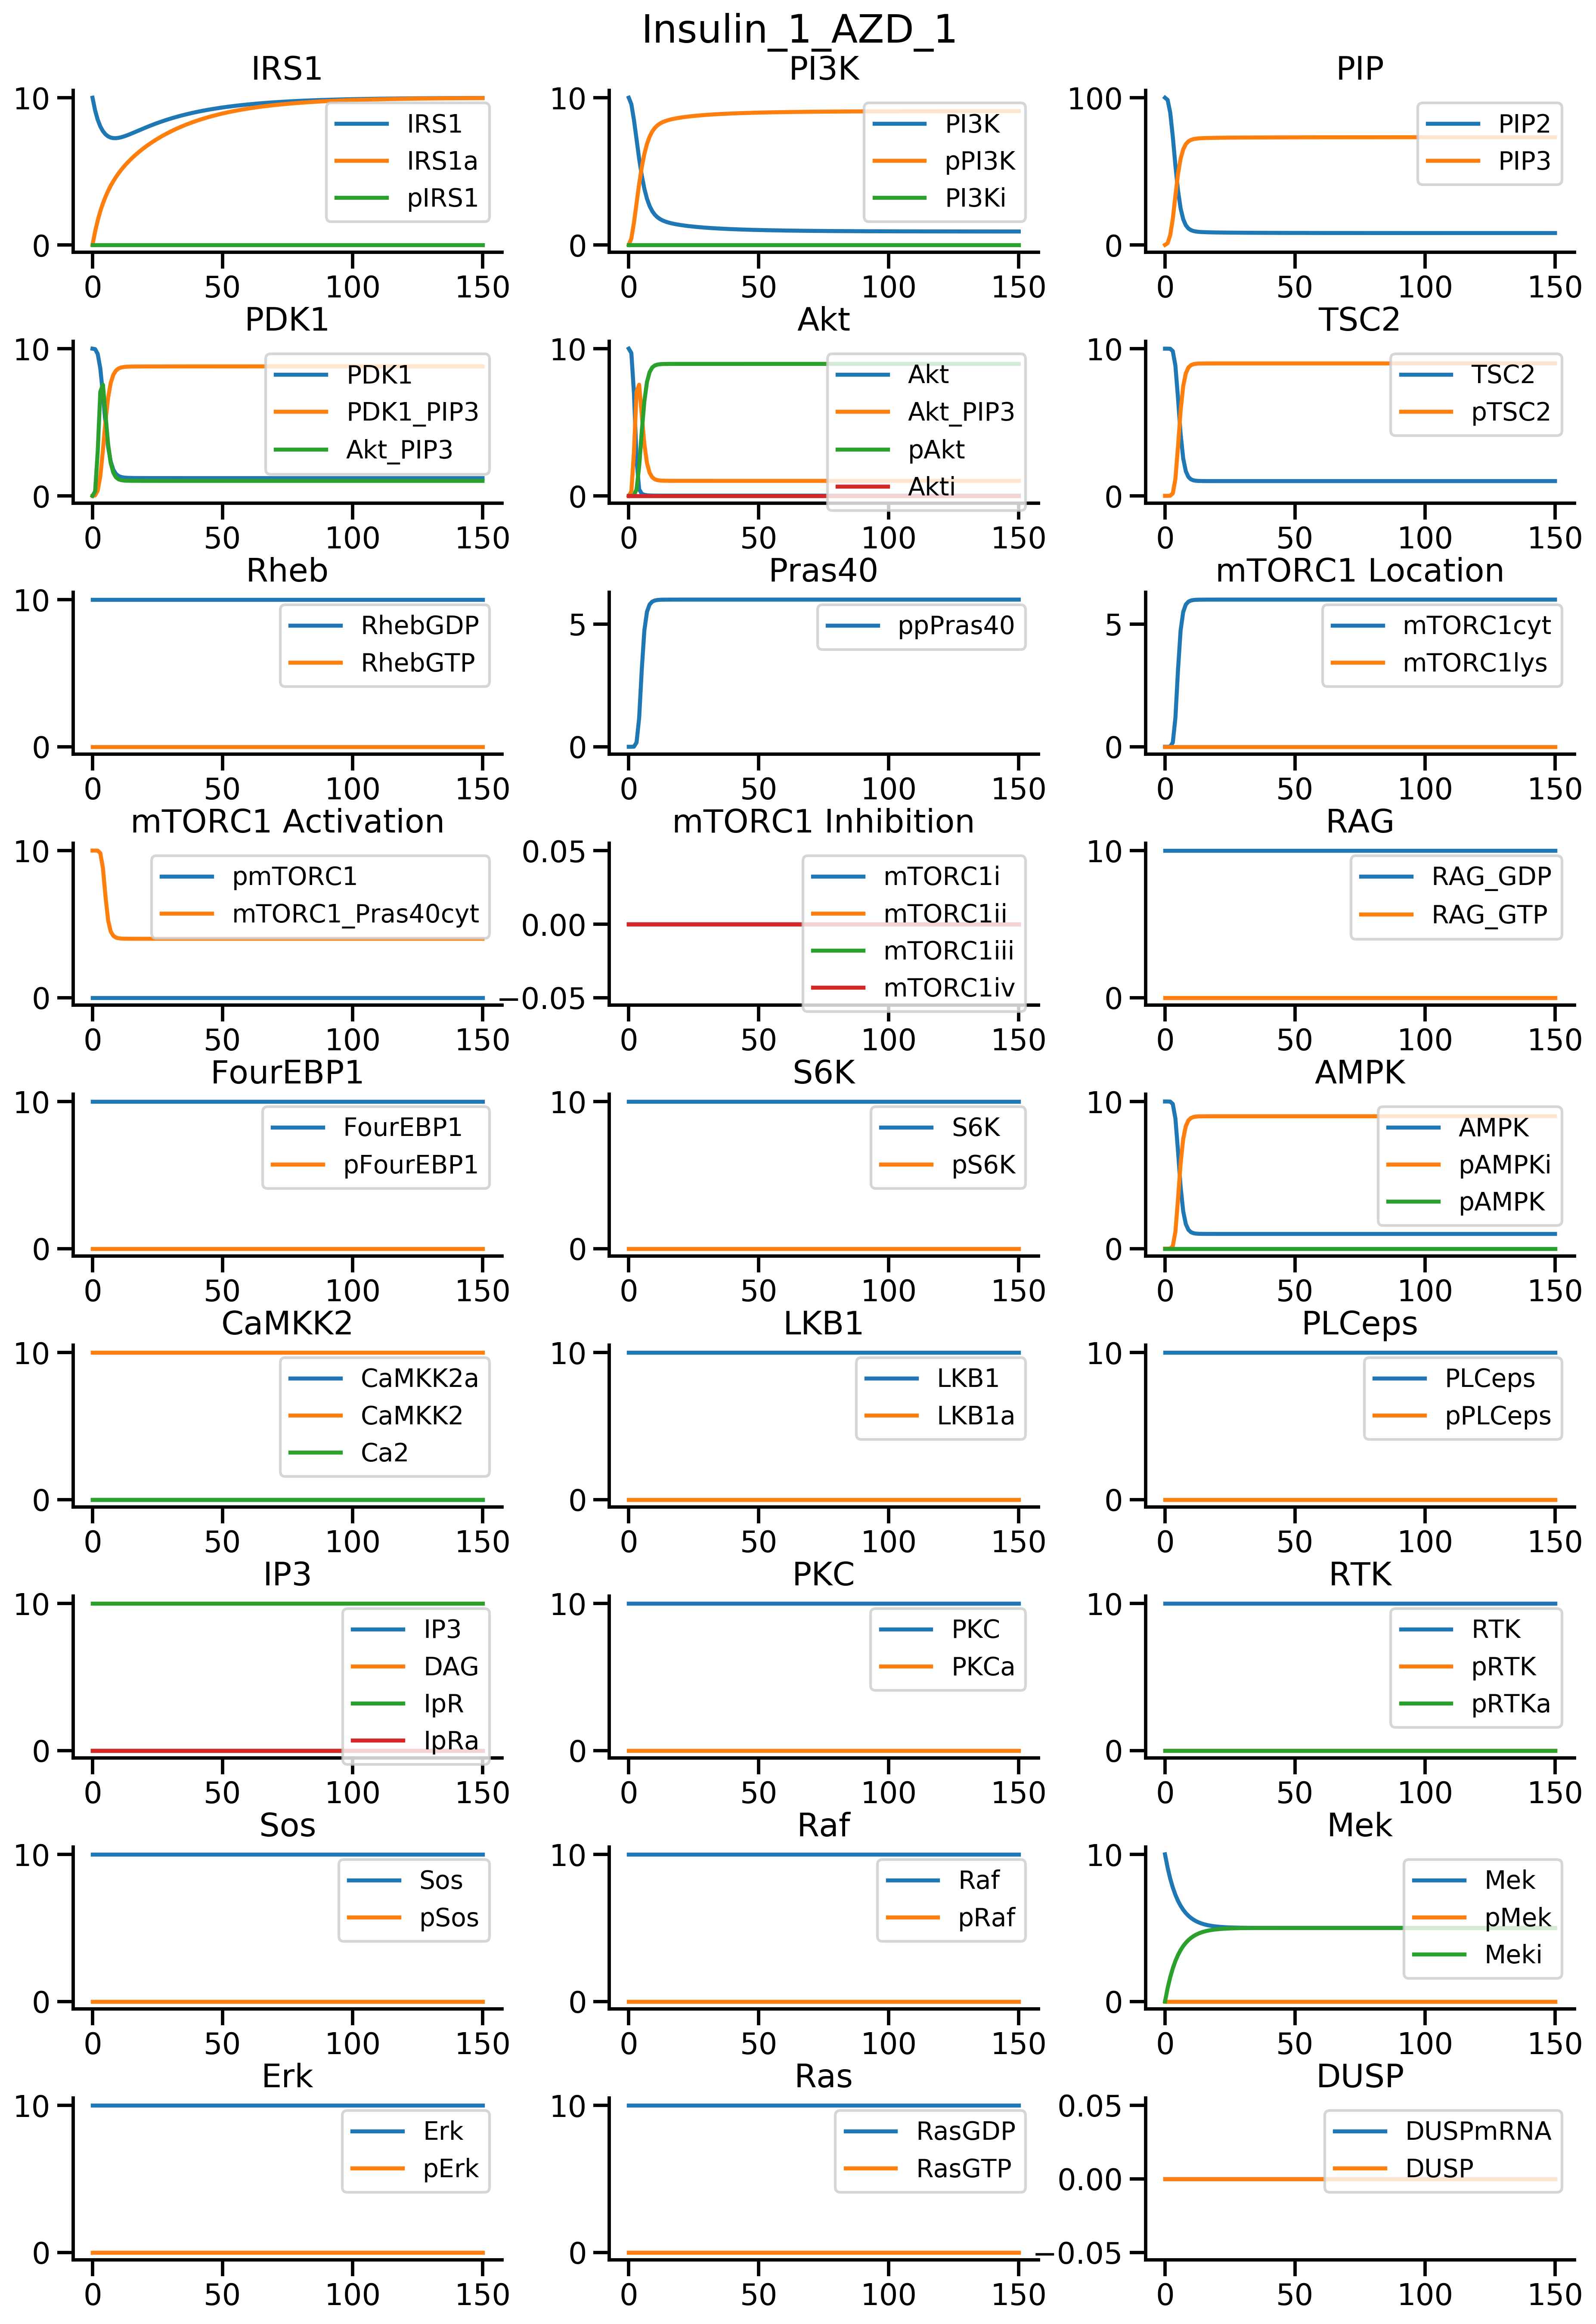 Insulin_1_AZD_1
IRS1
10
0
0 50 100 150
IRS1
IRS1a
pIRS1
PI3K
10
0
0 50 100 150
PI3K
pPI3K
PI3Ki
PIP
100
0
0 50 100 150
PIP2
PIP3
PDK1
10
0
0 50 100 150
PDK1
PDK1_PIP3
Akt_PIP3
Akt
10
0
0 50 100 150
Akt
Akt_PIP3
pAkt
Akti
TSC2
10
0
0 50 100 150
TSC2
pTSC2
Rheb
10
0
0 50 100 150
RhebGDP
RhebGTP
Pras40
5
0
0 50 100 150
ppPras40
mTORC1 Location
5
0
0 50 100 150
mTORC1cyt
mTORC1lys
mTORC1 Activation
10
0
0 50 100 150
pmTORC1
mTORC1_Pras40cyt
mTORC1 Inhibition
0.05
0.00
−0.05
0 50 100 150
mTORC1i
mTORC1ii
mTORC1iii
mTORC1iv
RAG
10
0
0 50 100 150
RAG_GDP
RAG_GTP
FourEBP1
10
0
0 50 100 150
FourEBP1
pFourEBP1
S6K
10
0
0 50 100 150
S6K
pS6K
AMPK
10
0
0 50 100 150
AMPK
pAMPKi
pAMPK
CaMKK2
10
0
0 50 100 150
CaMKK2a
CaMKK2
Ca2
LKB1
10
0
0 50 100 150
LKB1
LKB1a
PLCeps
10
0
0 50 100 150
PLCeps
pPLCeps
IP3
10
0
0 50 100 150
IP3
DAG
IpR
IpRa
PKC
10
0
0 50 100 150
PKC
PKCa
RTK
10
0
0 50 100 150
RTK
pRTK
pRTKa
Sos
10
0
0 50 100 150
Sos
pSos
Raf
10
0
0 50 100 150
Raf
pRaf
Mek
10
0
0 50 100 150
Mek
pMek
Meki
Erk
10
0
0 50 100 150
Erk
pErk
Ras
10
0
0 50 100 150
RasGDP
RasGTP
DUSP
0.05
0.00
−0.05
0 50 100 150
DUSPmRNA
DUSP